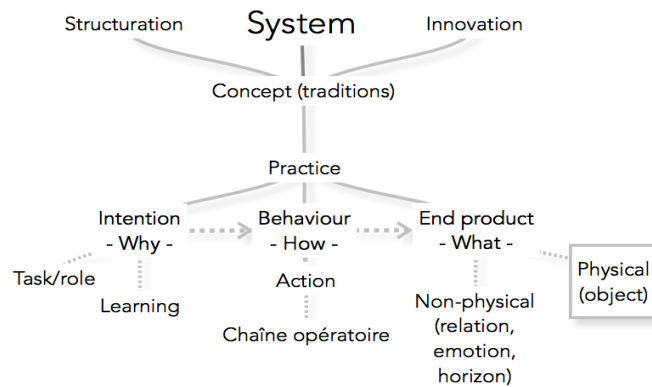 Structuration
System
Innovation
Concept (traditions)
Practice
Intention
- Why -
Behaviour
- How -
End product
- What -
Task/role
Learning
Action
Chaîne opératoire
Non-physical
(relation,
emotion,
horizon)
Physical
(object)